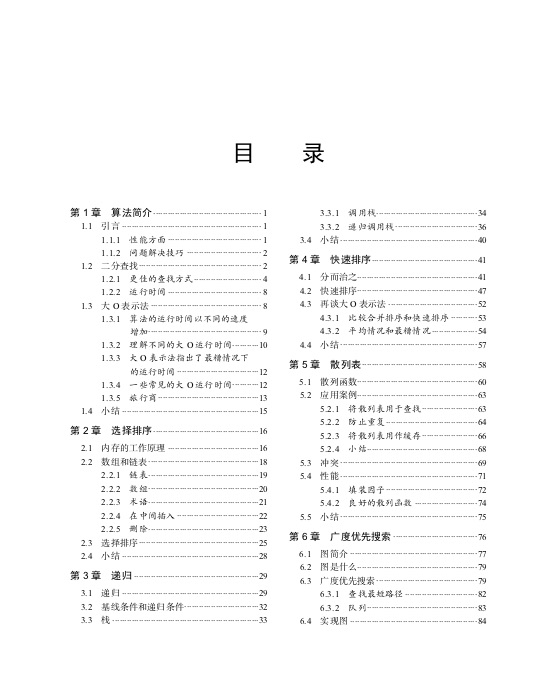 目 录
第 1 章 算法简介 1
1.1 引言 1
1.1.1 性能方面 1
1.1.2 问题解决技巧 2
1.2 二分查找 2
1.2.1 更佳的查找方式 4
1.2.2 运行时间 8
1.3 大 O 表示法 8
1.3.1 算法的运行时间以不同的速度
增加 9
1.3.2 理解不同的大 O 运行时间 10
1.3.3 大 O 表示法指出了最糟情况下
的运行时间 12
1.3.4 一些常见的大 O 运行时间 12
1.3.5 旅行商 13
1.4 小结 15
第 2 章 选择排序 16
2.1 内存的工作原理 16
2.2 数组和链表 18
2.2.1 链表 19
2.2.2 数组 20
2.2.3 术语 21
2.2.4 在中间插入 22
2.2.5 删除 23
2.3 选择排序 25
2.4 小结 28
第 3 章 递归 29
3.1 递归 29
3.2 基线条件和递归条件 32
3.3 栈 33
3.3.1 调用栈 34
3.3.2 递归调用栈 36
3.4 小结 40
第 4 章 快速排序 41
4.1 分而治之 41
4.2 快速排序 47
4.3 再谈大 O 表示法 52
4.3.1 比较合并排序和快速排序 53
4.3.2 平均情况和最糟情况 54
4.4 小结 57
第 5 章 散列表 58
5.1 散列函数 60
5.2 应用案例 63
5.2.1 将散列表用于查找 63
5.2.2 防止重复 64
5.2.3 将散列表用作缓存 66
5.2.4 小结 68
5.3 冲突 69
5.4 性能 71
5.4.1 填装因子 72
5.4.2 良好的散列函数 74
5.5 小结 75
第 6 章 广度优先搜索 76
6.1 图简介 77
6.2 图是什么 79
6.3 广度优先搜索 79
6.3.1 查找最短路径 82
6.3.2 队列 83
6.4 实现图 84